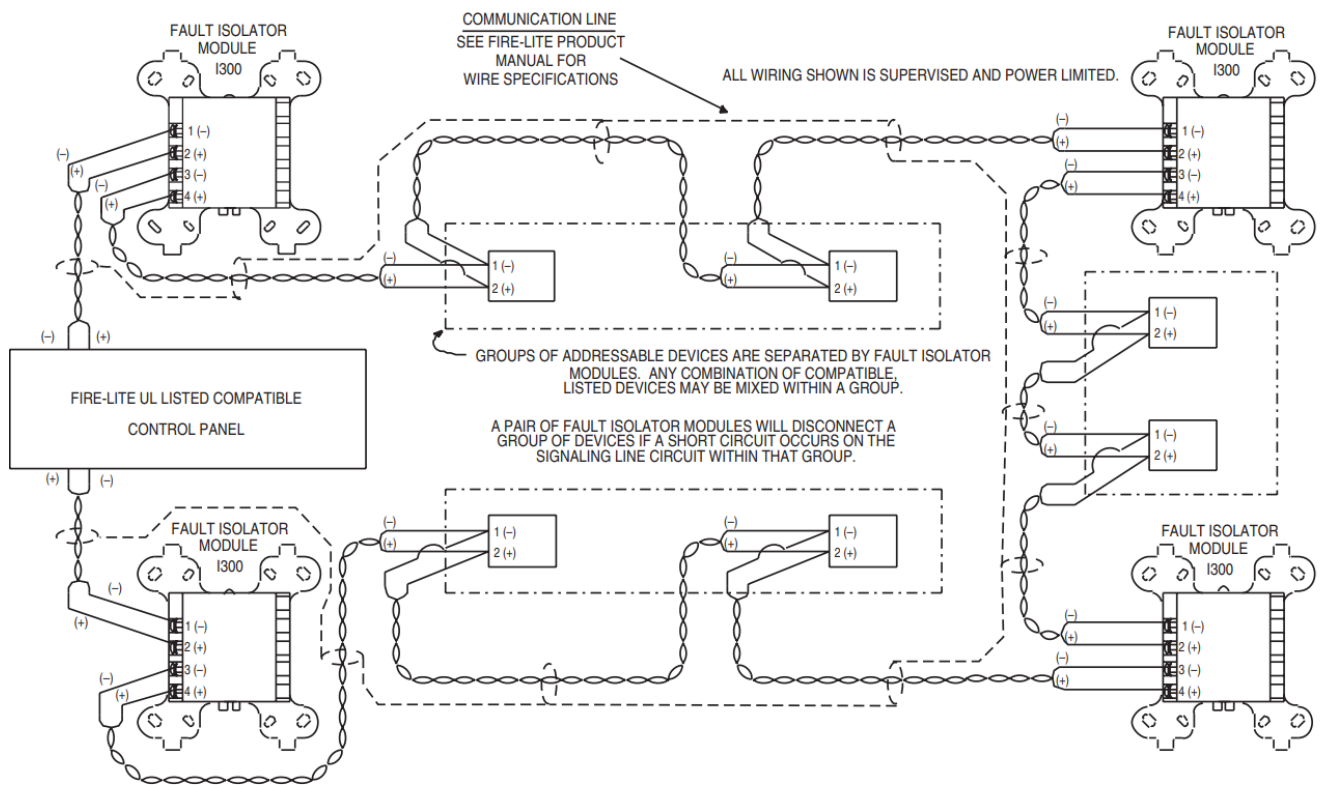 COMMUNICATION LINE
SEE FIRE-LITE PRODUCT
MANUAL FOR
WIRE SPECIFICATIONS
ALL WIRING SHOWN IS SUPERVISED AND POWER LIMITED.
FAULT ISOLATOR
MODULE
I300
1 (–)
2 (+)
3 (–)
4 (+)
(–)
(+)
(–)
(+)
FAULT ISOLATOR
MODULE
I300
(–)
(+)
(–)
(+)
1 (–)
2 (+)
3 (–)
4 (+)
(–)
(+)
1 (–)
2 (+)
(–)
(+)
1 (–)
2 (+)
(–)
(+)
1 (–)
2 (+)
(–)
(+)
1 (–)
2 (+)
(–)
(+)
FIRE-LITE UL LISTED COMPATIBLE
CONTROL PANEL
(+)
(–)
GROUPS OF ADDRESSABLE DEVICES ARE SEPARATED BY FAULT ISOLATOR
MODULES. ANY COMBINATION OF COMPATIBLE,
LISTED DEVICES MAY BE MIXED WITHIN A GROUP.
A PAIR OF FAULT ISOLATOR MODULES WILL DISCONNECT A
GROUP OF DEVICES IF A SHORT CIRCUIT OCCURS ON THE
SIGNALING LINE CIRCUIT WITHIN THAT GROUP.
FAULT ISOLATOR
MODULE
I300
(–)
(+)
1 (–)
2 (+)
3 (–)
4 (+)
(–)
(+)
(–)
(+)
1 (–)
2 (+)
(–)
(+)
1 (–)
2 (+)
FAULT ISOLATOR
MODULE
I300
(–)
(+)
(–)
(+)
1 (–)
2 (+)
3 (–)
4 (+)